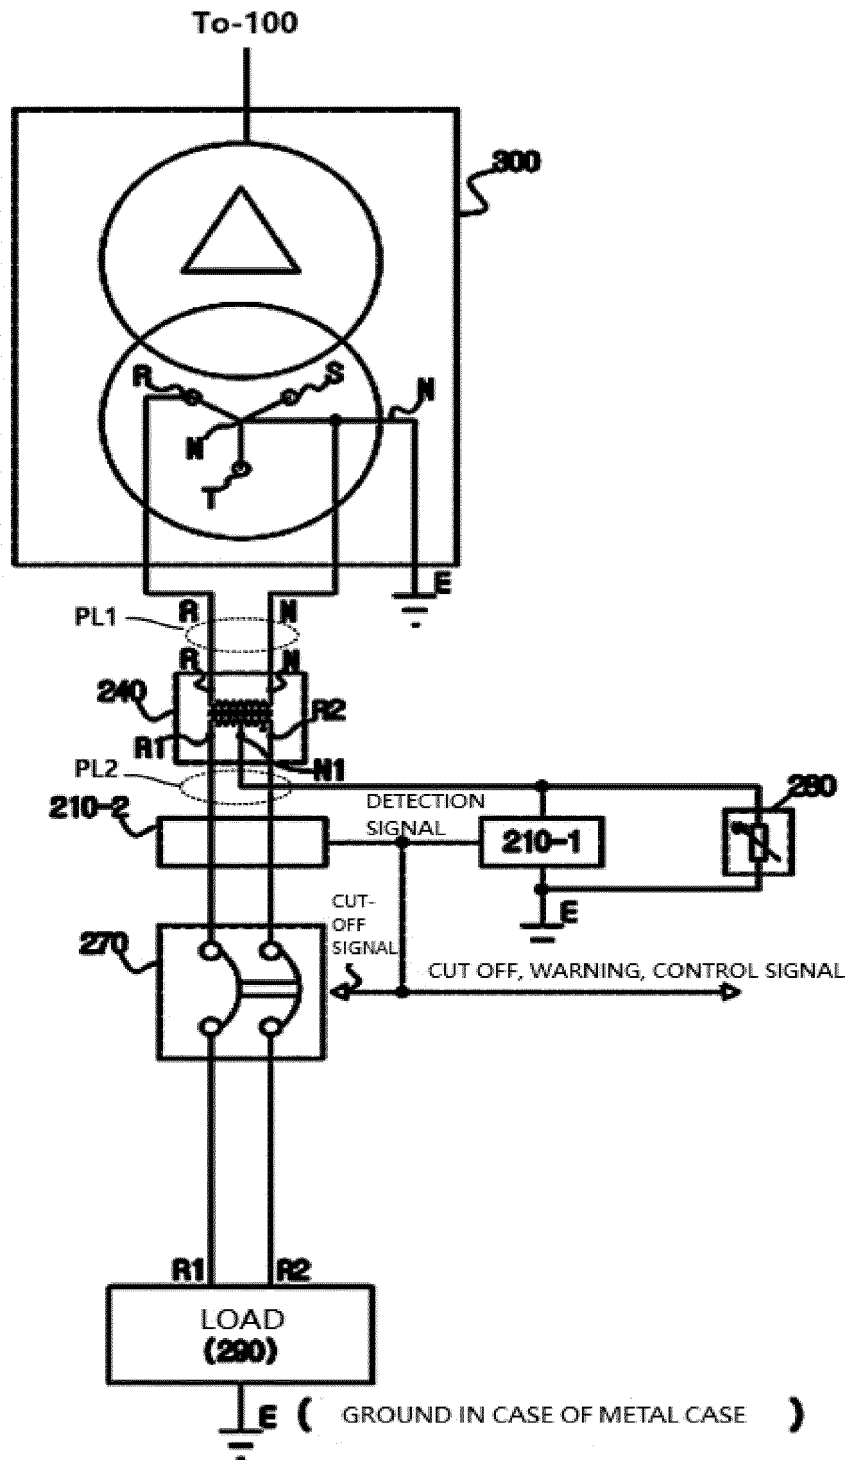 To-100
300
R
S
N
N
T
E
PL1
R
N
R
N
240
R2
R1
N1
PL2
280
210-2
DETECTION
SIGNAL
210-1
E
CUT-
OFF
SIGNAL
270
CUT OFF, WARNING, CONTROL SIGNAL
R1
R2
LOAD
(290)
E ( GROUND IN CASE OF METAL CASE )